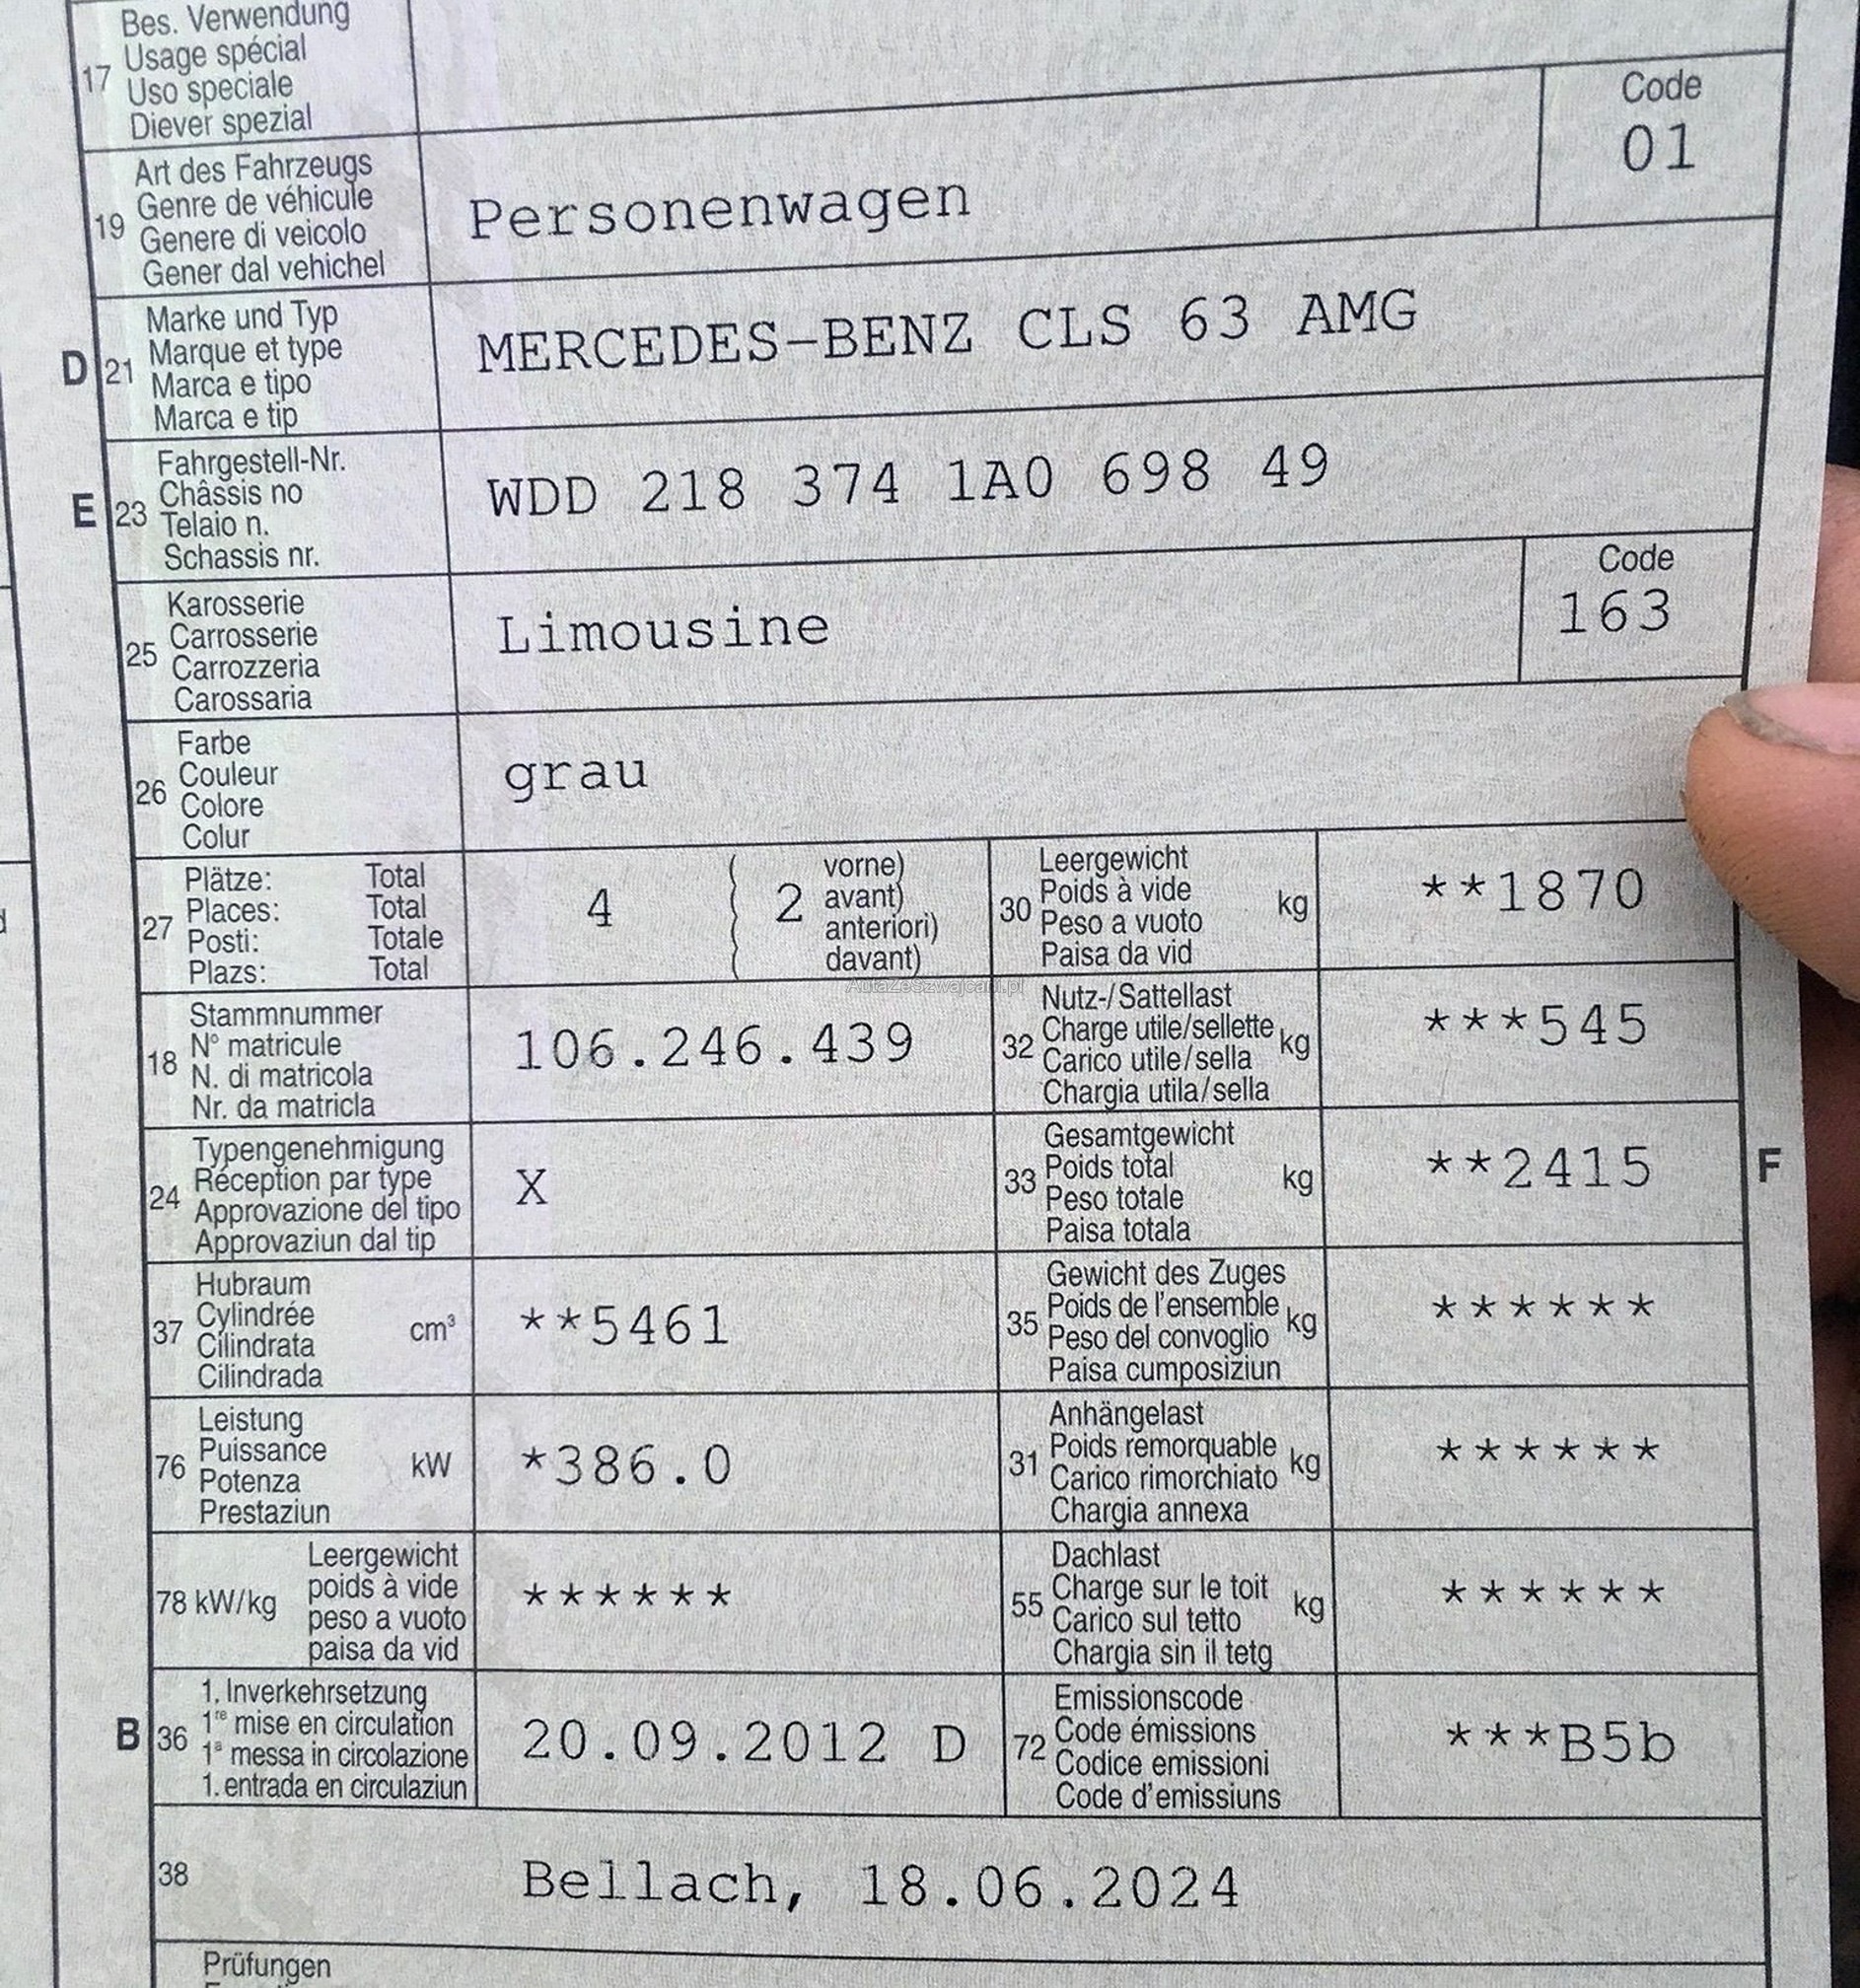 17 Bes. Verwendung
Usage spécial
Uso speciale
Diever spezial
19 Art des Fahrzeugs
Genre de véhicule
Genere di veicolo
Gener dal vehichel
Personenwagen
Code
01
D 21 Marke und Typ
Marque et type
Marca e tipo
Marca e tip
MERCEDES-BENZ CLS 63 AMG
E 23 Fahrgestell-Nr.
Châssis no
Telaio n.
Schassis nr.
WDD 218 374 1A0 698 49
25 Karosserie
Carrosserie
Carrozzeria
Carossaria
Limousine
Code
163
26 Farbe
Couleur
Colore
Colur
grau
27 Plätze: Total
Places: Total
Posti: Totale
Plazs: Total
4 ( 2 vorne)
avant)
anteriori)
davant)
30 Leergewicht
Poids à vide
Peso a vuoto
Paisa da vid
kg
**1870
AutaZeSzwajcarii.pl
18 Stammnummer
N° matricule
N. di matricola
Nr. da matricla
106.246.439
32 Nutz-/Sattellast
Charge utile/sellette
Carico utile/sella
Chargia utila/sella
kg
***545
24 Typengenehmigung
Réception par type
Approvazione del tipo
Approvaziun dal tip
X
33 Gesamtgewicht
Poids total
Peso totale
Paisa totala
kg
**2415 F
37 Hubraum
Cylindrée
Cilindrata
Cilindrada
cm³
**5461
35 Gewicht des Zuges
Poids de l'ensemble
Peso del convoglio
Paisa cumposiziun
kg
******
76 Leistung
Puissance
Potenza
Prestaziun
kW
*386.0
31 Anhängelast
Poids remorquable
Carico rimorchiato
Chargia annexa
kg
******
78 kW/kg Leergewicht
poids à vide
peso a vuoto
paisa da vid
******
55 Dachlast
Charge sur le toit
Carico sul tetto
Chargia sin il tetg
kg
******
B 36 1. Inverkehrsetzung
1re mise en circulation
1a messa in circolazione
1. entrada en circulaziun
20.09.2012 D
72 Emissionscode
Code émissions
Codice emissioni
Code d'emissiuns
***B5b
38 Bellach, 18.06.2024
Prüfungen